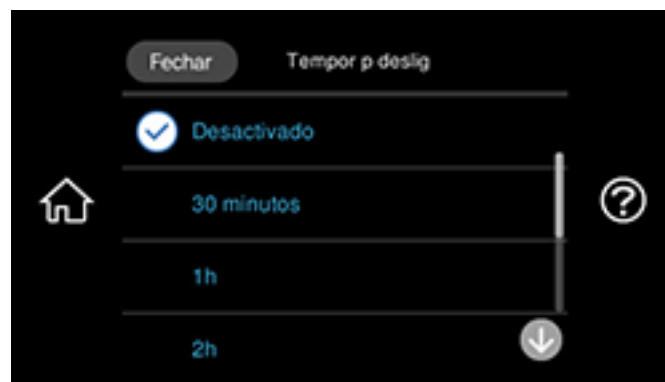 Fechar Tempor p deslig
Desactivado
30 minutos
1h
2h